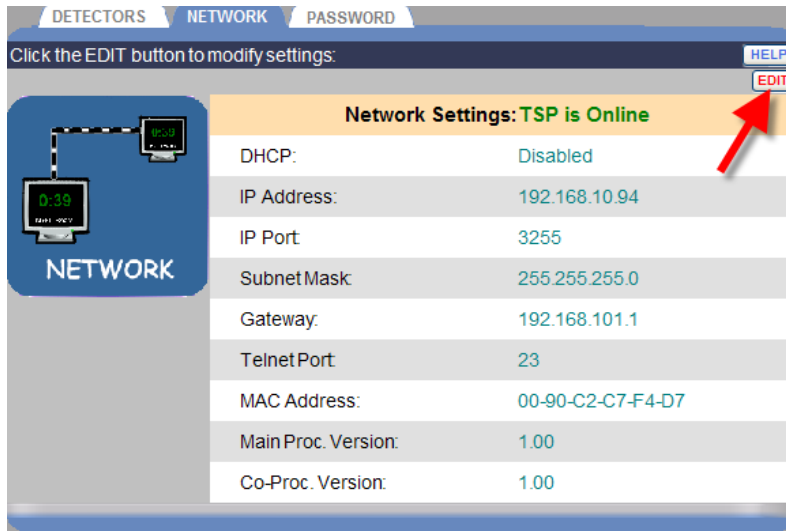 DETECTORS NETWORK PASSWORD
Click the EDIT button to modify settings:
HELP
EDIT
Network Settings: TSP is Online
DHCP: Disabled
IP Address: 192.168.10.94
IP Port: 3255
Subnet Mask: 255.255.255.0
Gateway: 192.168.101.1
Telnet Port: 23
MAC Address: 00-90-C2-C7-F4-D7
Main Proc. Version: 1.00
Co-Proc. Version: 1.00
0:39
0:39
NETWORK